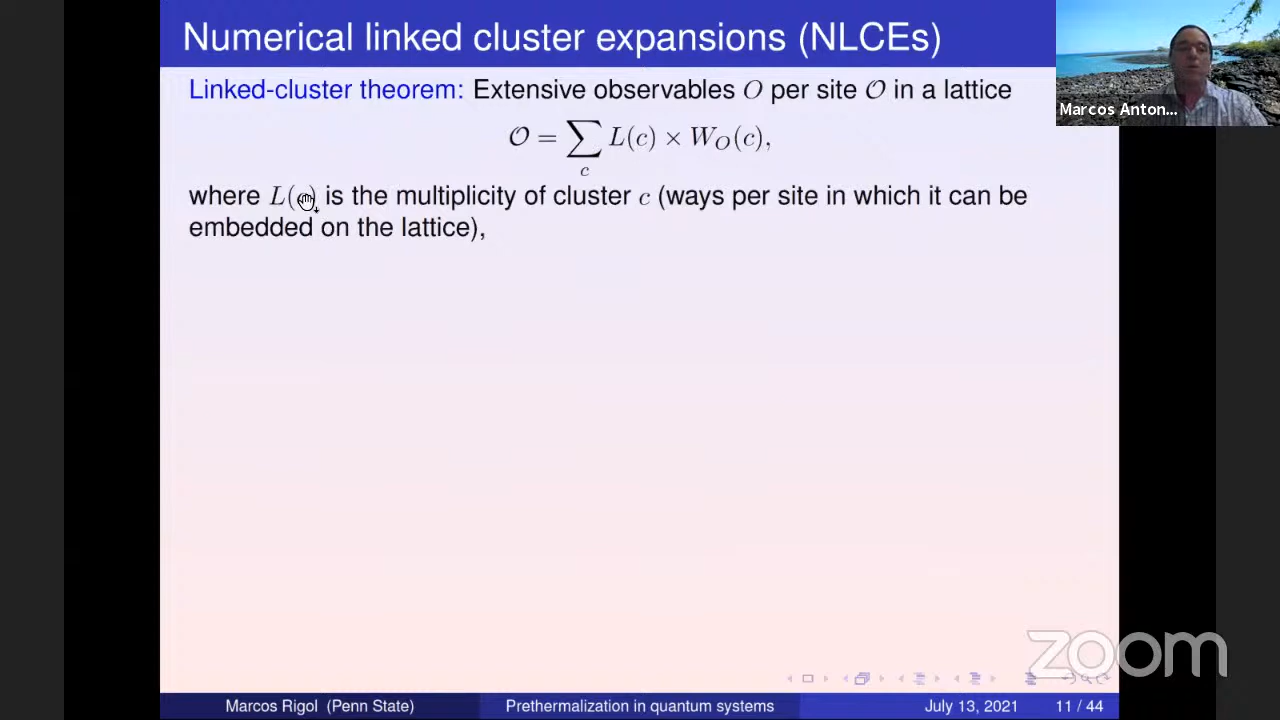 Numerical linked cluster expansions (NLCEs)
Linked-cluster theorem: Extensive observables O per site 𝒪 in a lattice
𝒪 = ∑ L(c) × W_O(c),
c
where L(c) is the multiplicity of cluster c (ways per site in which it can be
embedded on the lattice),
Marcos Anton...
zoom
Marcos Rigol (Penn State) Prethermalization in quantum systems July 13, 2021 11 / 44